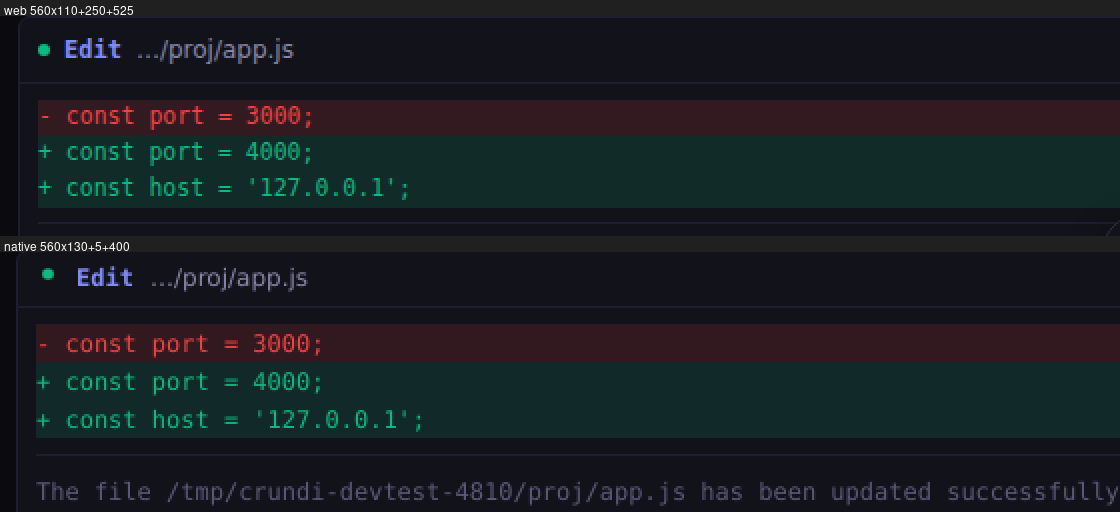 web 560x110+250+525
Edit .../proj/app.js
- const port = 3000;
+ const port = 4000;
+ const host = '127.0.0.1';
native 560x130+5+400
Edit .../proj/app.js
- const port = 3000;
+ const port = 4000;
+ const host = '127.0.0.1';
The file /tmp/crundi-devtest-4810/proj/app.js has been updated successfully